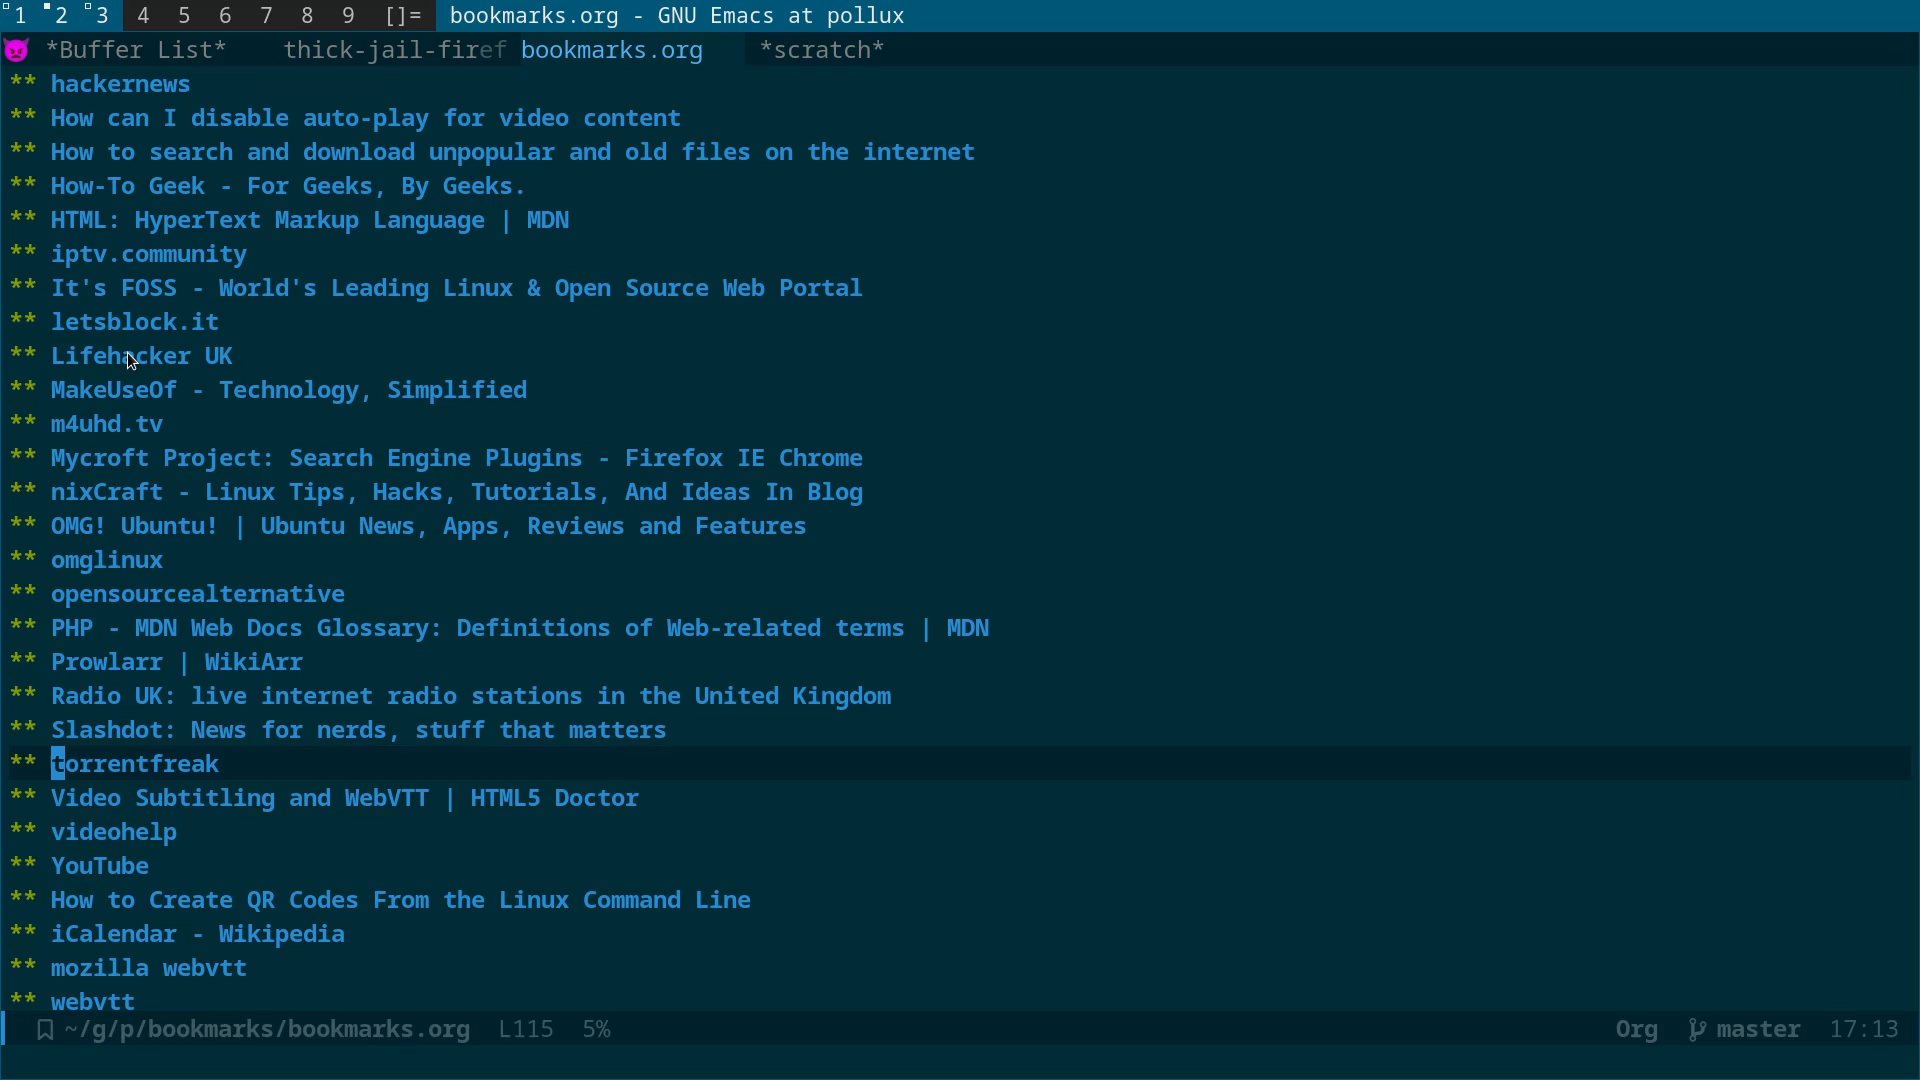 1 2 3 4 5 6 7 8 9 []= bookmarks.org - GNU Emacs at pollux
*Buffer List* thick-jail-firef bookmarks.org *scratch*
** hackernews
** How can I disable auto-play for video content
** How to search and download unpopular and old files on the internet
** How-To Geek - For Geeks, By Geeks.
** HTML: HyperText Markup Language | MDN
** iptv.community
** It's FOSS - World's Leading Linux & Open Source Web Portal
** letsblock.it
** Lifehacker UK
** MakeUseOf - Technology, Simplified
** m4uhd.tv
** Mycroft Project: Search Engine Plugins - Firefox IE Chrome
** nixCraft - Linux Tips, Hacks, Tutorials, And Ideas In Blog
** OMG! Ubuntu! | Ubuntu News, Apps, Reviews and Features
** omglinux
** opensourcealternative
** PHP - MDN Web Docs Glossary: Definitions of Web-related terms | MDN
** Prowlarr | WikiArr
** Radio UK: live internet radio stations in the United Kingdom
** Slashdot: News for nerds, stuff that matters
** torrentfreak
** Video Subtitling and WebVTT | HTML5 Doctor
** videohelp
** YouTube
** How to Create QR Codes From the Linux Command Line
** iCalendar - Wikipedia
** mozilla webvtt
** webvtt
~/g/p/bookmarks/bookmarks.org L115 5% Org master 17:13